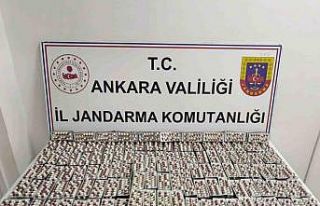 T.C.
ANKARA VALİLİĞİ
İL JANDARMA KOMUTANLIĞI